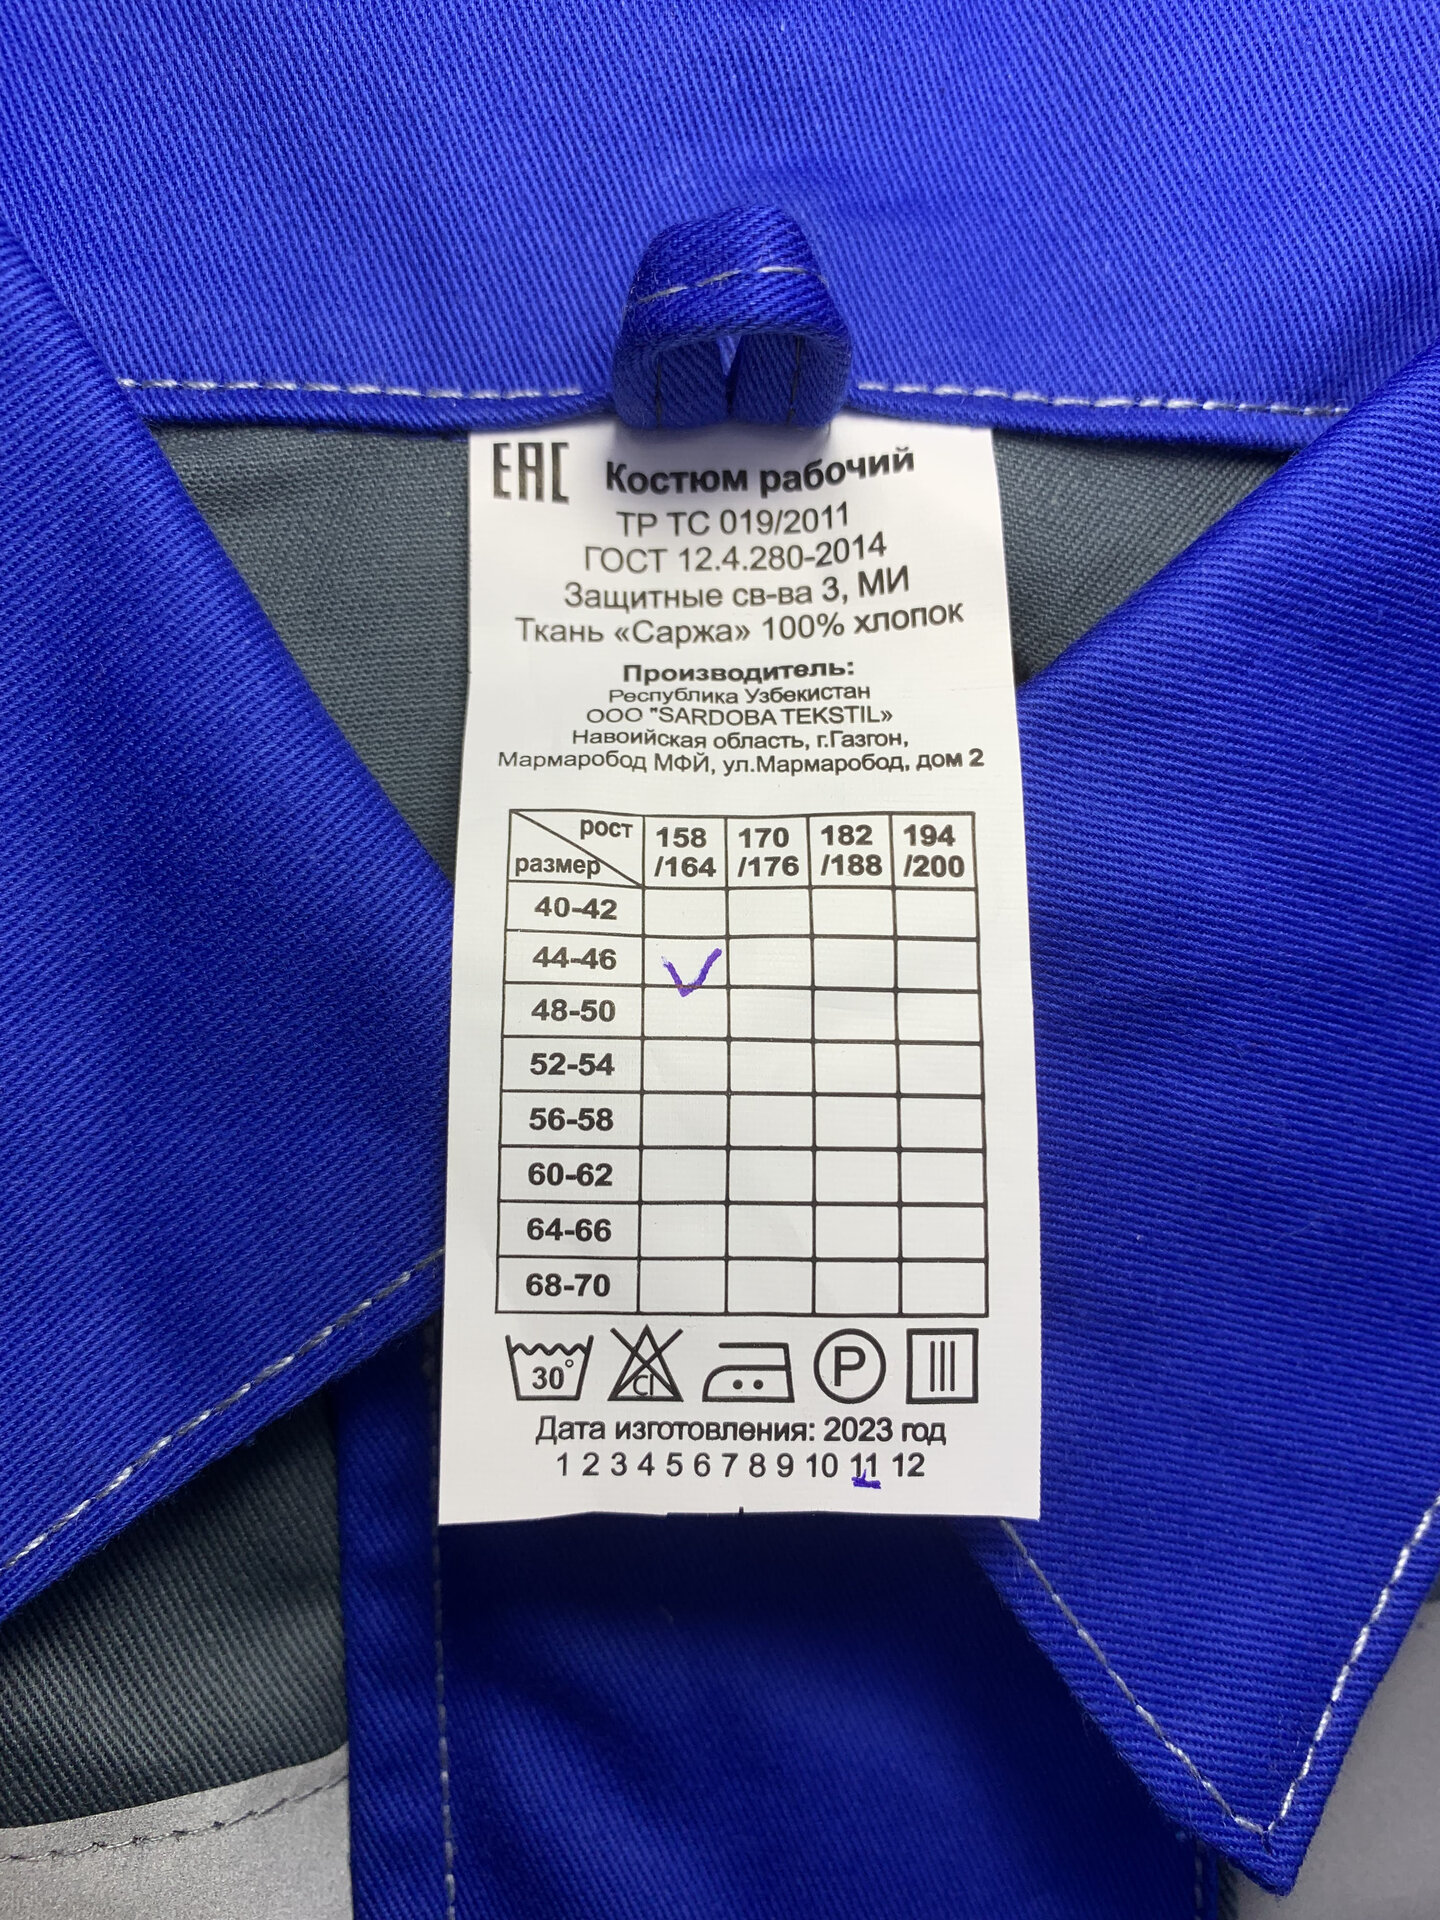 ЕАС Костюм рабочий
ТР ТС 019/2011
ГОСТ 12.4.280-2014
Защитные св-ва З, МИ
Ткань «Саржа» 100% хлопок
Производитель:
Республика Узбекистан
ООО "SARDOBA TEKSTIL»
Навоийская область, г.Газгон,
Мармаробод МФЙ, ул.Мармаробод, дом 2
рост 158 170 182 194
размер /164 /176 /188 /200
40-42
44-46
48-50
52-54
56-58
60-62
64-66
68-70
30° Cl P
Дата изготовления: 2023 год
1 2 3 4 5 6 7 8 9 10 11 12